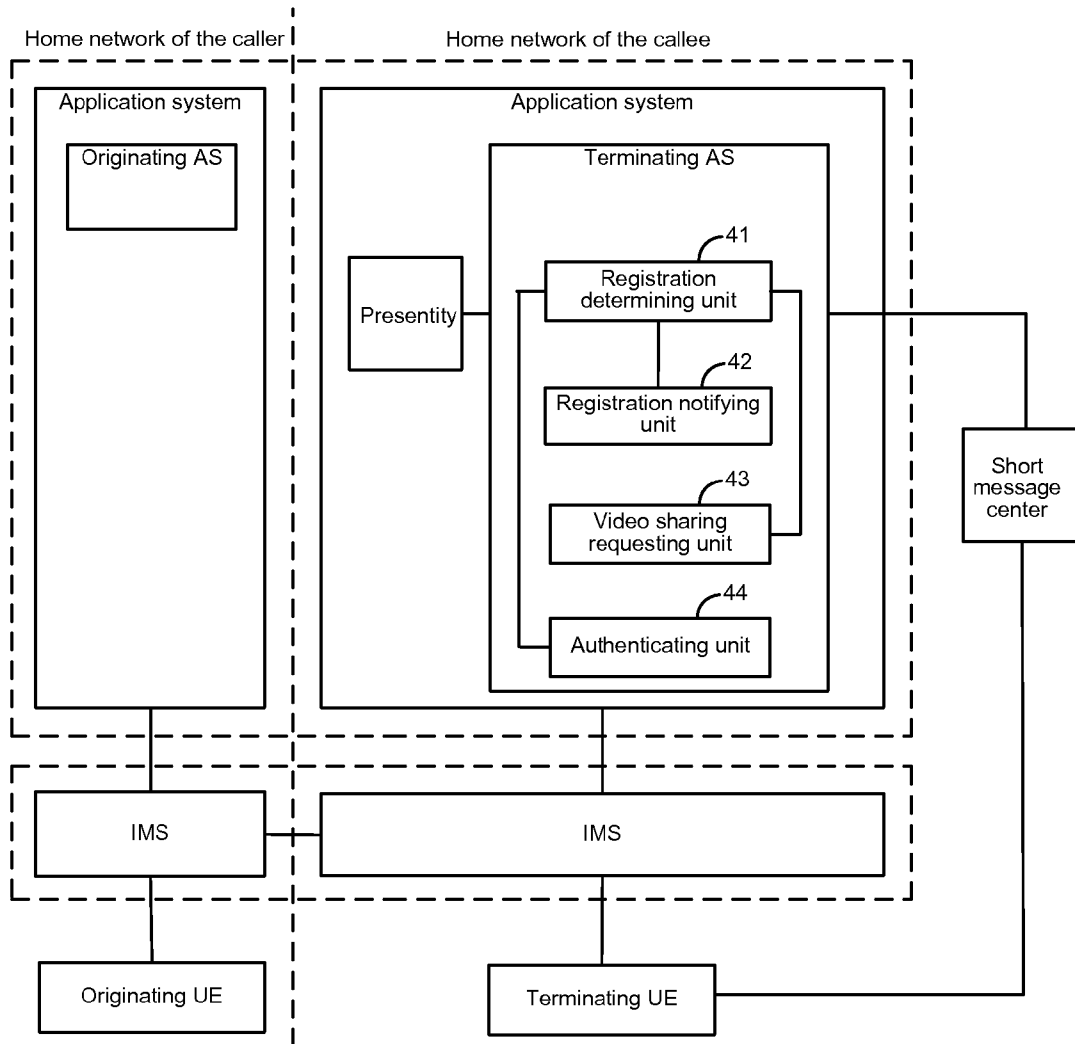 Home network of the caller
Home network of the callee
Application system
Originating AS
Application system
Terminating AS
Presentity
41
Registration
determining unit
42
Registration notifying
unit
43
Video sharing
requesting unit
44
Authenticating unit
Short
message
center
IMS
IMS
Originating UE
Terminating UE